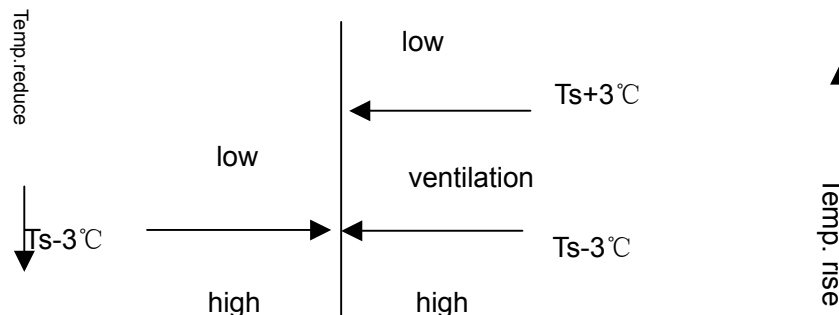 Temp.reduce
low
Ts+3℃
low
ventilation
Ts-3℃
Ts-3℃
high
high
Temp. rise